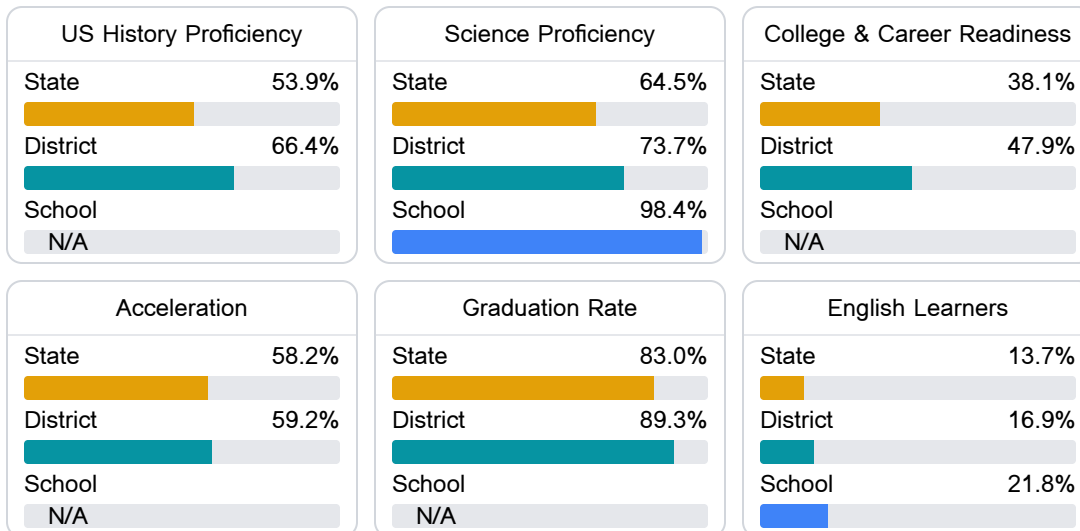 US History Proficiency
State 53.9%
District 66.4%
School
N/A
Science Proficiency
State 64.5%
District 73.7%
School 98.4%
College & Career Readiness
State 38.1%
District 47.9%
School
N/A
Acceleration
State 58.2%
District 59.2%
School
N/A
Graduation Rate
State 83.0%
District 89.3%
School
N/A
English Learners
State 13.7%
District 16.9%
School 21.8%